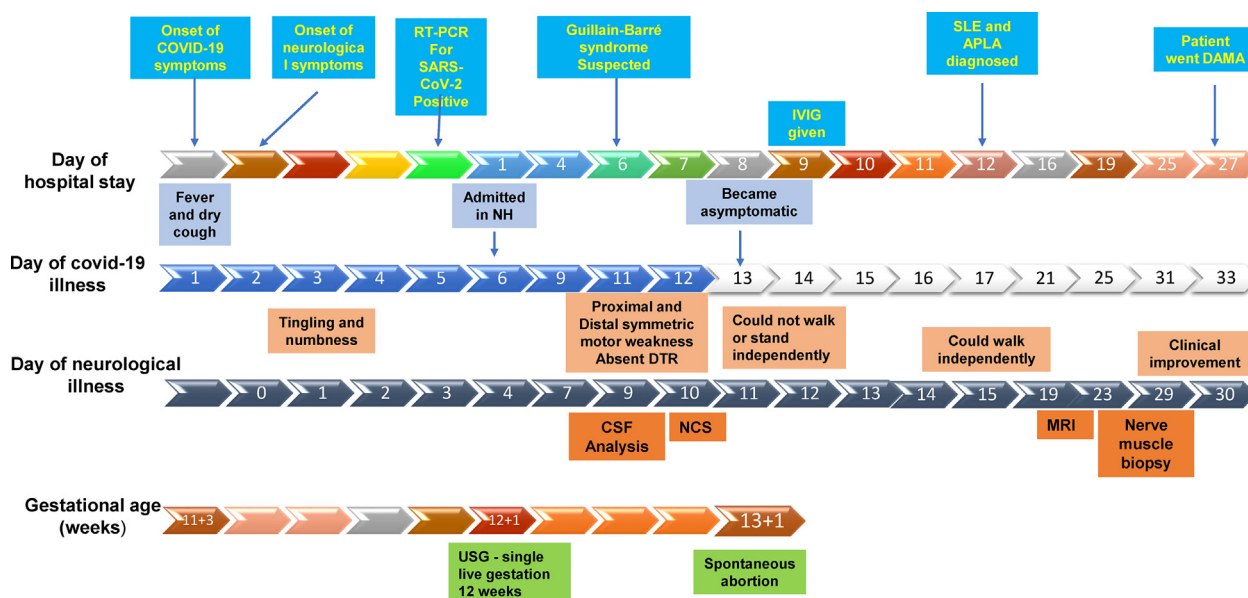 Onset of
COVID-19
symptoms
Onset of
neurologica
l symptoms
RT-PCR
For
SARS-
CoV-2
Positive
Guillain-Barré
syndrome
Suspected
IVIG
given
SLE and
APLA
diagnosed
Patient
went DAMA
Day of
hospital stay
1 4 6 7 8 9 10 11 12 16 19 25 27
Fever
and dry
cough
Admitted
in NH
Became
asymptomatic
Day of covid-19
illness
1 2 3 4 5 6 9 11 12 13 14 15 16 17 21 25 31 33
Tingling and
numbness
Proximal and
Distal symmetric
motor weakness
Absent DTR
Could not walk
or stand
independently
Could walk
independently
Clinical
improvement
Day of neurological
illness
0 1 2 3 4 7 9 10 11 12 13 14 15 19 23 29 30
CSF
Analysis
NCS
MRI
Nerve
muscle
biopsy
Gestational age
(weeks)
11+3 12+1 13+1
USG - single
live gestation
12 weeks
Spontaneous
abortion